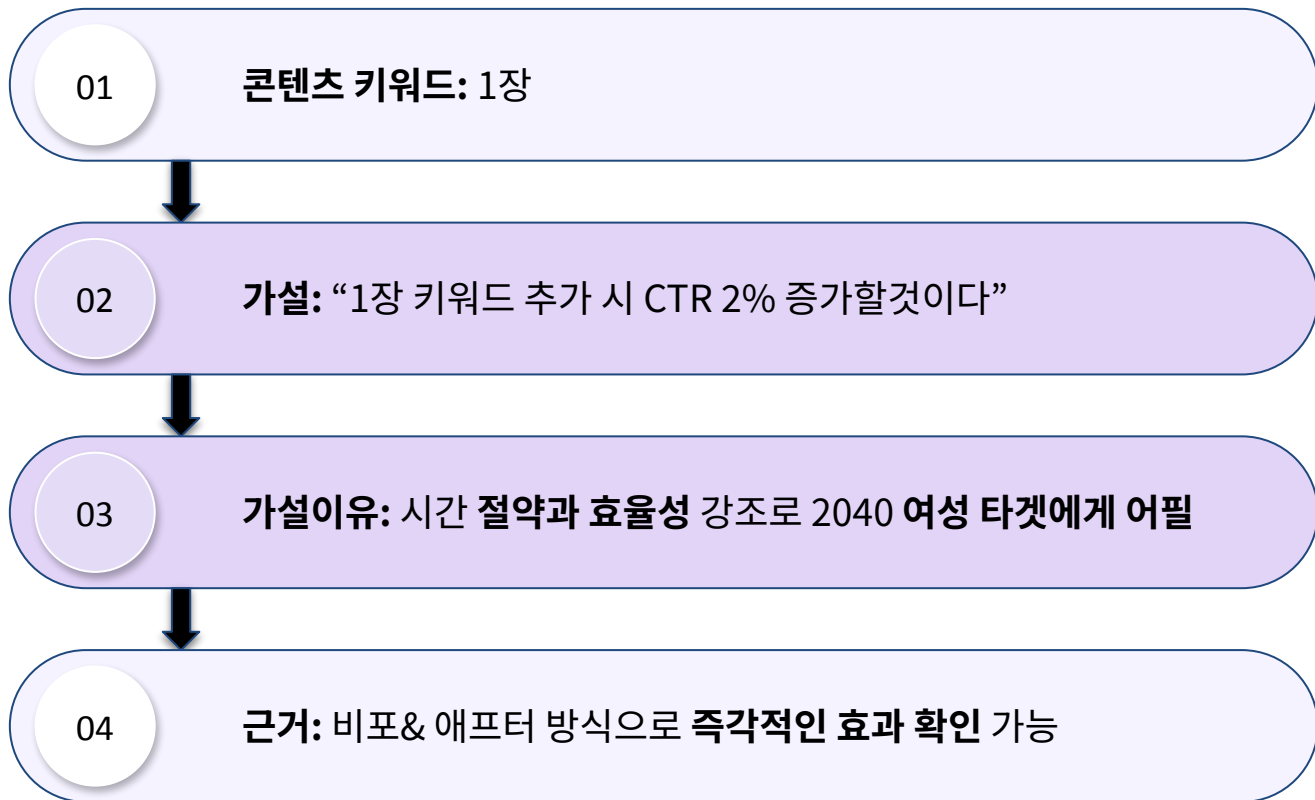 01
콘텐츠 키워드: 1장
02
가설: “1장 키워드 추가 시 CTR 2% 증가할것이다”
03
가설이유: 시간 절약과 효율성 강조로 2040 여성 타겟에게 어필
04
근거: 비포& 애프터 방식으로 즉각적인 효과 확인 가능